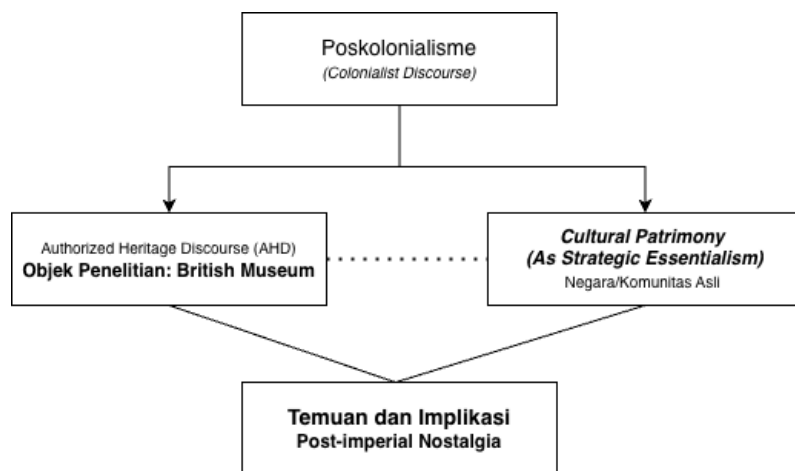 Poskolonialisme
(Colonialist Discourse)
Authorized Heritage Discourse (AHD)
Objek Penelitian: British Museum
Cultural Patrimony
(As Strategic Essentialism)
Negara/Komunitas Asli
Temuan dan Implikasi
Post-imperial Nostalgia